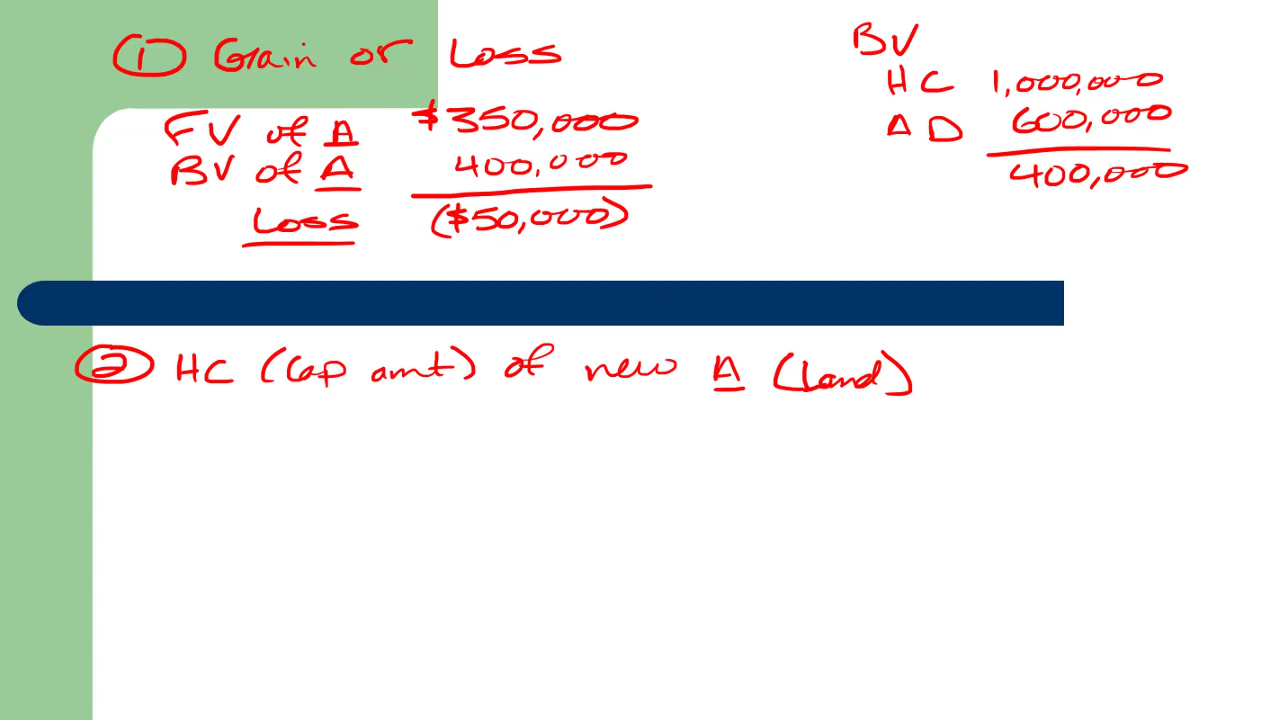 ① Gain or Loss
FV of A $350,000
BV of A 400,000
Loss ($50,000)
BV
HC 1,000,000
AD 600,000
400,000
② HC (Cap amt) of new A (Land)